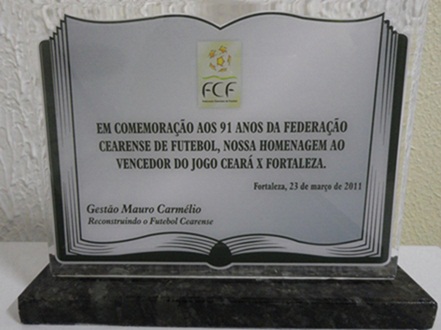 FCF
EM COMEMORAÇÃO AOS 91 ANOS DA FEDERAÇÃO
CEARENSE DE FUTEBOL, NOSSA HOMENAGEM AO
VENCEDOR DO JOGO CEARÁ X FORTALEZA.
Fortaleza, 23 de março de 2011
Gestão Mauro Carmélio
Reconstruindo o Futebol Cearense